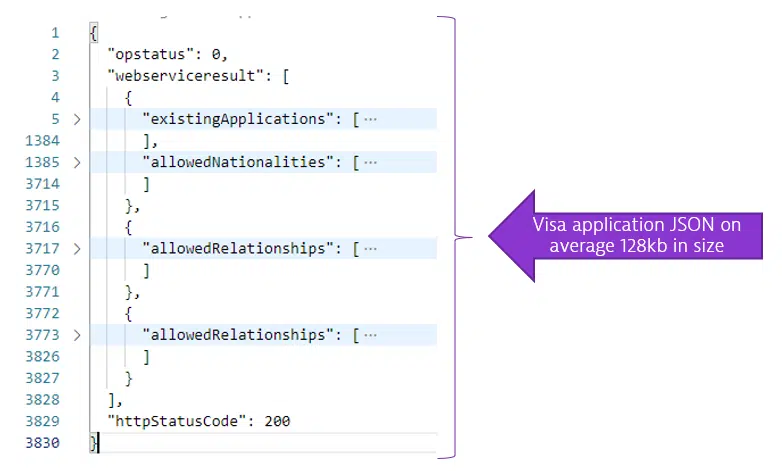 1 {
2 "opstatus": 0,
3 "webserviceresult": [
4 {
5 > "existingApplications": [ ···
1384 ],
1385 > "allowedNationalities": [ ···
3714 ]
3715 },
3716 {
3717 > "allowedRelationships": [ ···
3770 ]
3771 },
3772 {
3773 > "allowedRelationships": [ ···
3826 ]
3827 }
3828 ],
3829 "httpStatusCode": 200
3830 }
Visa application JSON on
average 128kb in size